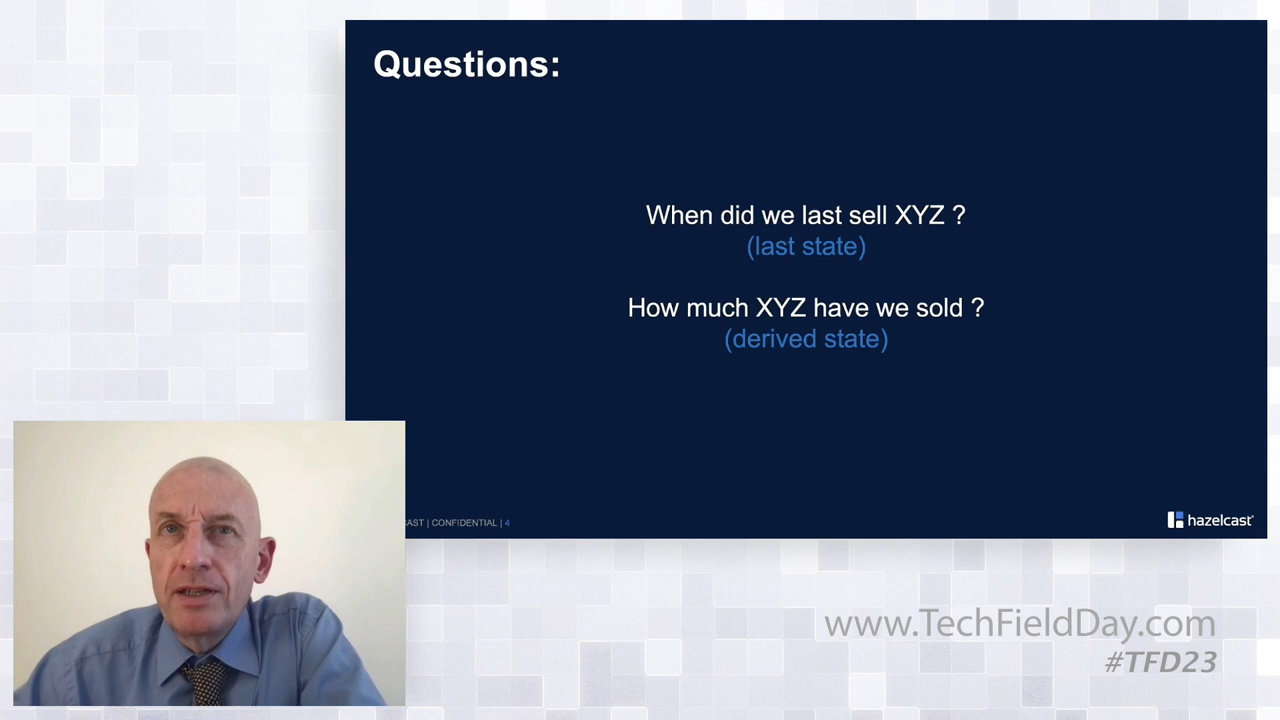 Questions:
When did we last sell XYZ ?
(last state)
How much XYZ have we sold ?
(derived state)
CAST | CONFIDENTIAL | 4
hazelcast
www.TechFieldDay.com
#TFD23